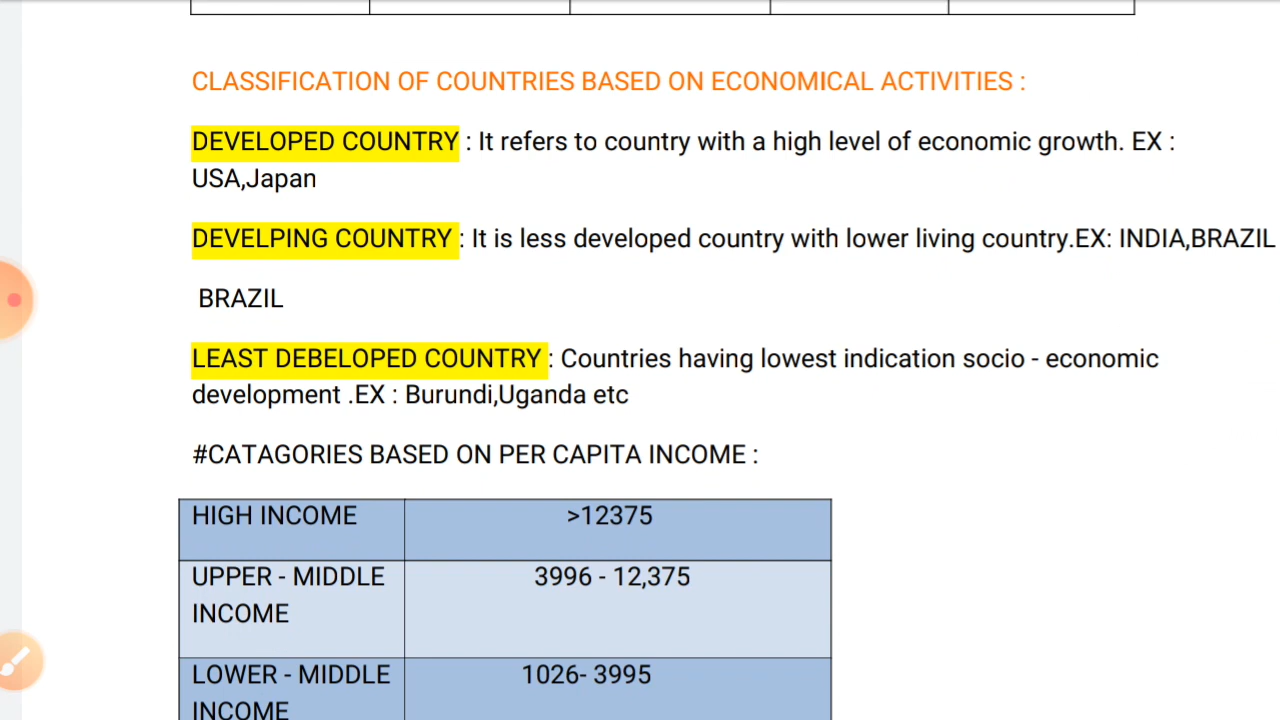 CLASSIFICATION OF COUNTRIES BASED ON ECONOMICAL ACTIVITIES :
DEVELOPED COUNTRY : It refers to country with a high level of economic growth. EX :
USA,Japan
DEVELPING COUNTRY : It is less developed country with lower living country.EX: INDIA,BRAZIL
BRAZIL
LEAST DEBELOPED COUNTRY : Countries having lowest indication socio - economic
development .EX : Burundi,Uganda etc
#CATAGORIES BASED ON PER CAPITA INCOME :
HIGH INCOME >12375
UPPER - MIDDLE 3996 - 12,375
INCOME
LOWER - MIDDLE 1026- 3995
INCOME